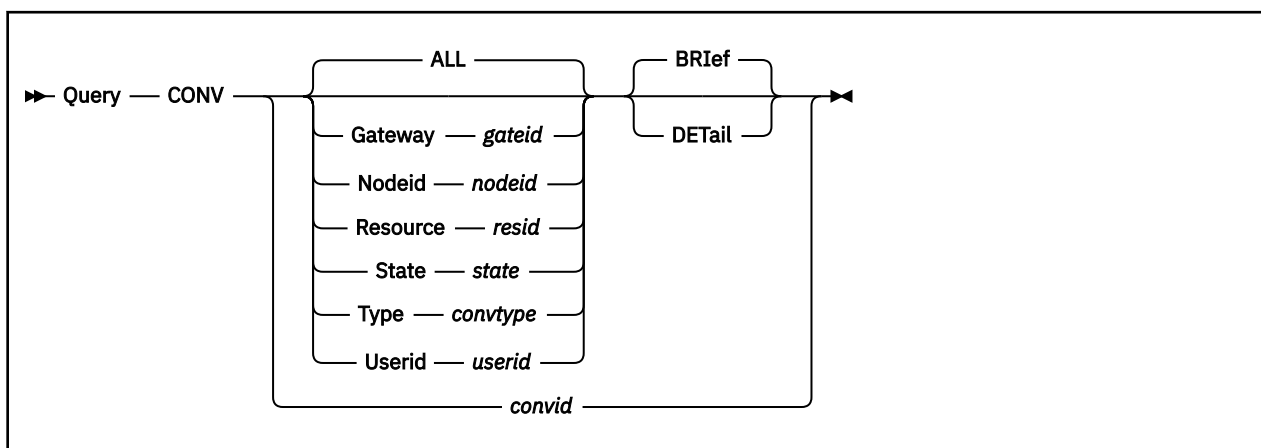 ALL BRIef
Query CONV
Gateway gateid DETail
Nodeid nodeid
Resource resid
State state
Type convtype
Userid userid
convid